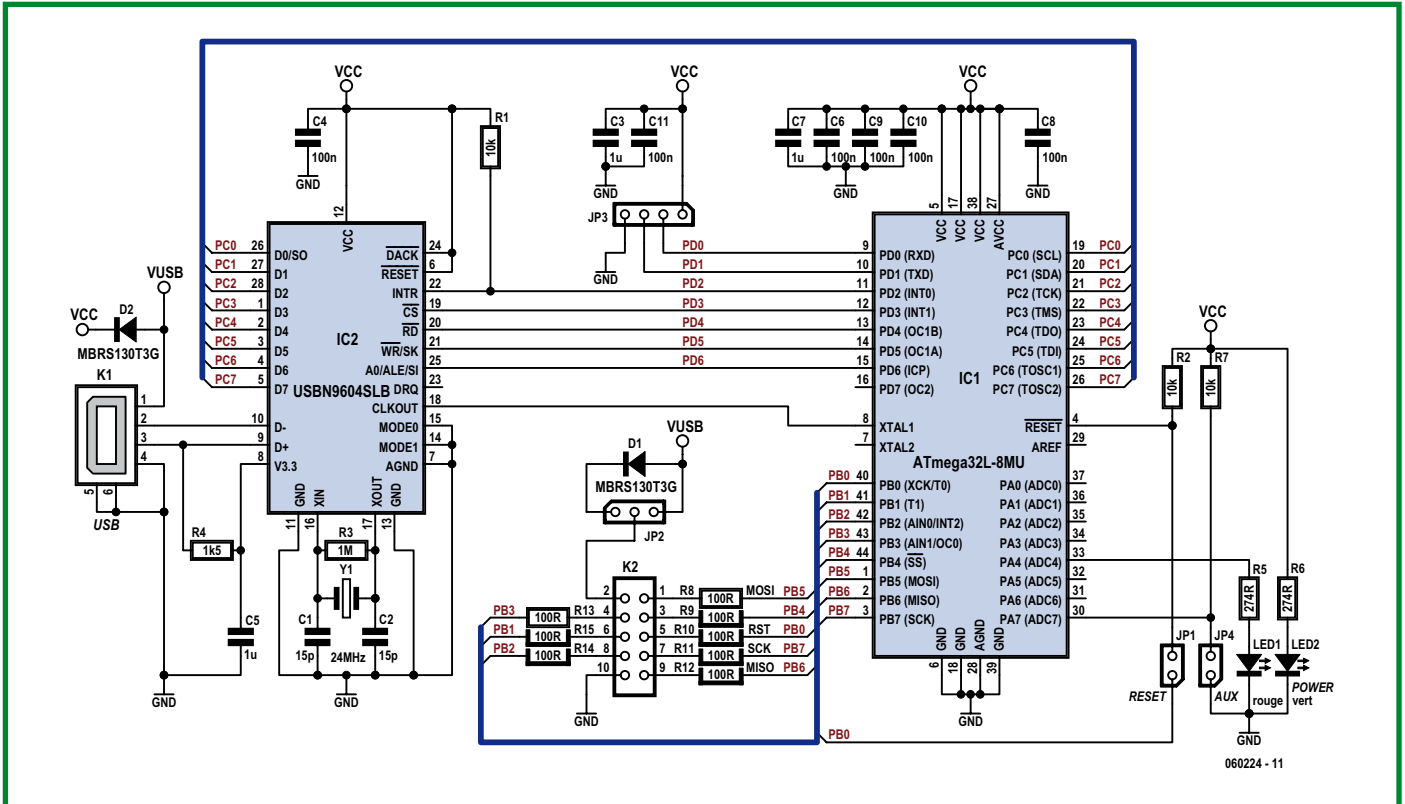 VCC
VCC
VCC
C4
100n
GND
R1
10k
C3
1u
C11
100n
GND
C7
1u
C6
100n
C9
100n
C10
100n
C8
100n
GND
JP3
GND
VUSB
VCC
D2
MBRS130T3G
K1
1
2
3
4
5
6
USB
PC0 26 D0/SO
PC1 27 D1
PC2 28 D2
PC3 1 D3
PC4 2 D4
PC5 3 D5
PC6 4 D6
PC7 5 D7
10 D-
9 D+
8 V3.3
12 VCC
IC2
USBN9604SLB
DACK 24
RESET 6
INTR 22
CS 19
RD 20
WR/SK 21
A0/ALE/SI 25
DRQ 23
CLKOUT 18
MODE0 15
MODE1 14
AGND 7
GND 11
XIN 16
XOUT 17
GND 13
R4
1k5
R3
1M
Y1
24MHz
C1
15p
C2
15p
C5
1u
GND
GND
PD0
PD1
PD2
PD3
PD4
PD5
PD6
5 VCC
17 VCC
38 VCC
27 AVCC
9 PD0 (RXD)
10 PD1 (TXD)
11 PD2 (INT0)
12 PD3 (INT1)
13 PD4 (OC1B)
14 PD5 (OC1A)
15 PD6 (ICP)
16 PD7 (OC2)
8 XTAL1
7 XTAL2
IC1
ATmega32L-8MU
PB0 40 PB0 (XCK/T0)
PB1 41 PB1 (T1)
PB2 42 PB2 (AIN0/INT2)
PB3 43 PB3 (AIN1/OC0)
PB4 44 PB4 (SS)
PB5 1 PB5 (MOSI)
PB6 2 PB6 (MISO)
PB7 3 PB7 (SCK)
PC0 (SCL) 19 PC0
PC1 (SDA) 20 PC1
PC2 (TCK) 21 PC2
PC3 (TMS) 22 PC3
PC4 (TDO) 23 PC4
PC5 (TDI) 24 PC5
PC6 (TOSC1) 25 PC6
PC7 (TOSC2) 26 PC7
RESET 4
AREF 29
PA0 (ADC0) 37
PA1 (ADC1) 36
PA2 (ADC2) 35
PA3 (ADC3) 34
PA4 (ADC4) 33
PA5 (ADC5) 32
PA6 (ADC6) 31
PA7 (ADC7) 30
GND 6
GND 18
AGND 28
GND 39
GND
VUSB
D1
MBRS130T3G
JP2
K2
2 1 R8 100R MOSI PB5
PB3 100R R13 4 3 R9 100R PB4
PB1 100R R15 6 5 R10 100R RST PB0
PB2 100R R14 8 7 R11 100R SCK PB7
10 9 R12 100R MISO PB6
GND
VCC
R2
10k
R7
10k
R5
274R
R6
274R
JP1
RESET
JP4
AUX
LED1
rouge
LED2
POWER
vert
GND
PB0
060224 - 11